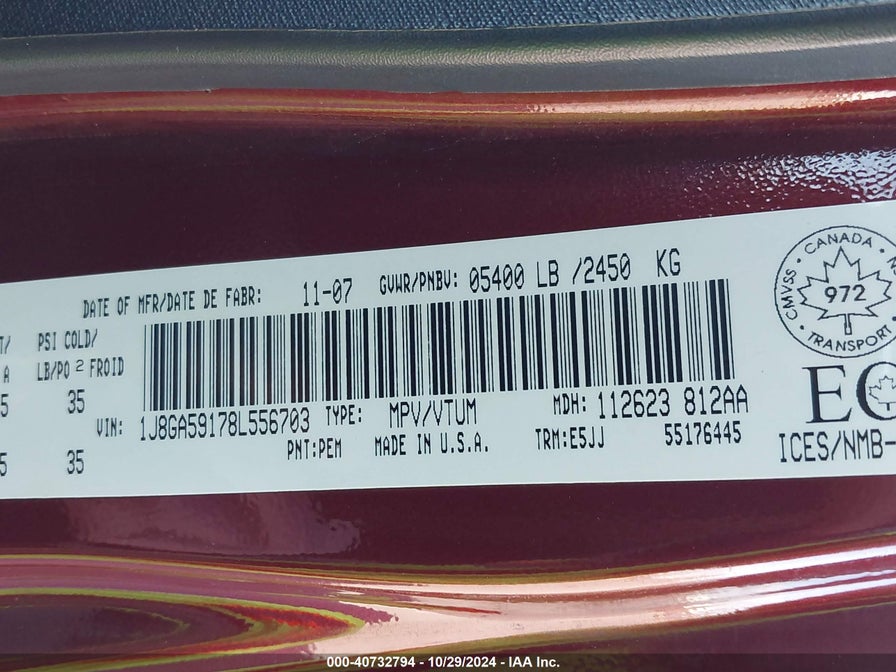 DATE OF MFR/DATE DE FABR: 11-07 GVWR/PNBV: 05400 LB /2450 KG
PSI COLD/
A LB/PO 2 FROID
5 35
VIN: 1J8GA59178L556703 TYPE: MPV/VTUM MDH: 112623 812AA
PNT:PEM MADE IN U.S.A. TRM:E5JJ 55176445
5 35
CANADA
CMVSS
972
TRANSPORT
ICES/NMB-
000-40732794 - 10/29/2024 - IAA Inc.